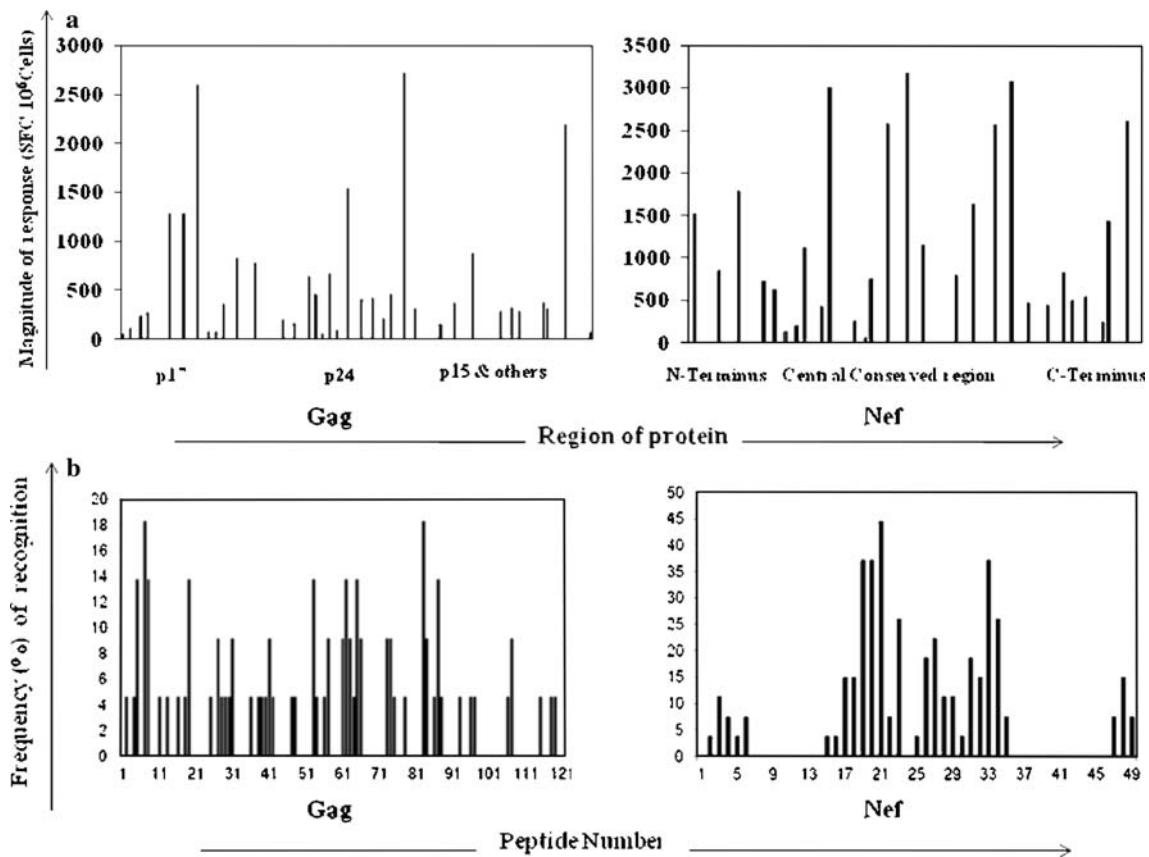 a
Magnitude of response (SFC 10⁶Cells)
3000
2500
2000
1500
1000
500
0
p17
p24
p15 & others
Gag
3500
3000
2500
2000
1500
1000
500
0
N-Terminus
Central Conserved region
C-Terminus
Nef
Region of protein
b
Frequency (%) of recognition
20
18
16
14
12
10
8
6
4
2
0
1 11 21 31 41 51 61 71 81 91 101 111 121
Gag
50
45
40
35
30
25
20
15
10
5
0
1 5 9 13 17 21 25 29 33 37 41 45 49
Nef
Peptide Number